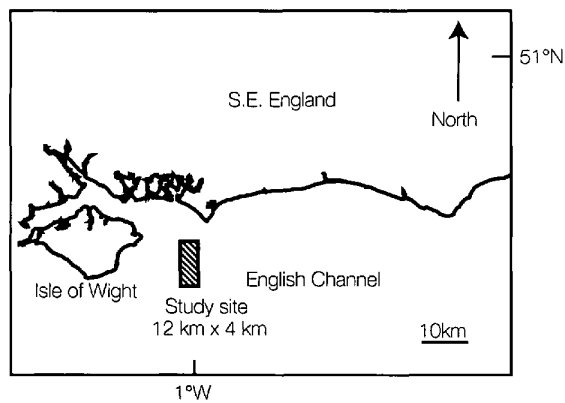 51°N
S.E. England
North
Isle of Wight
English Channel
Study site
12 km x 4 km
10km
1°W